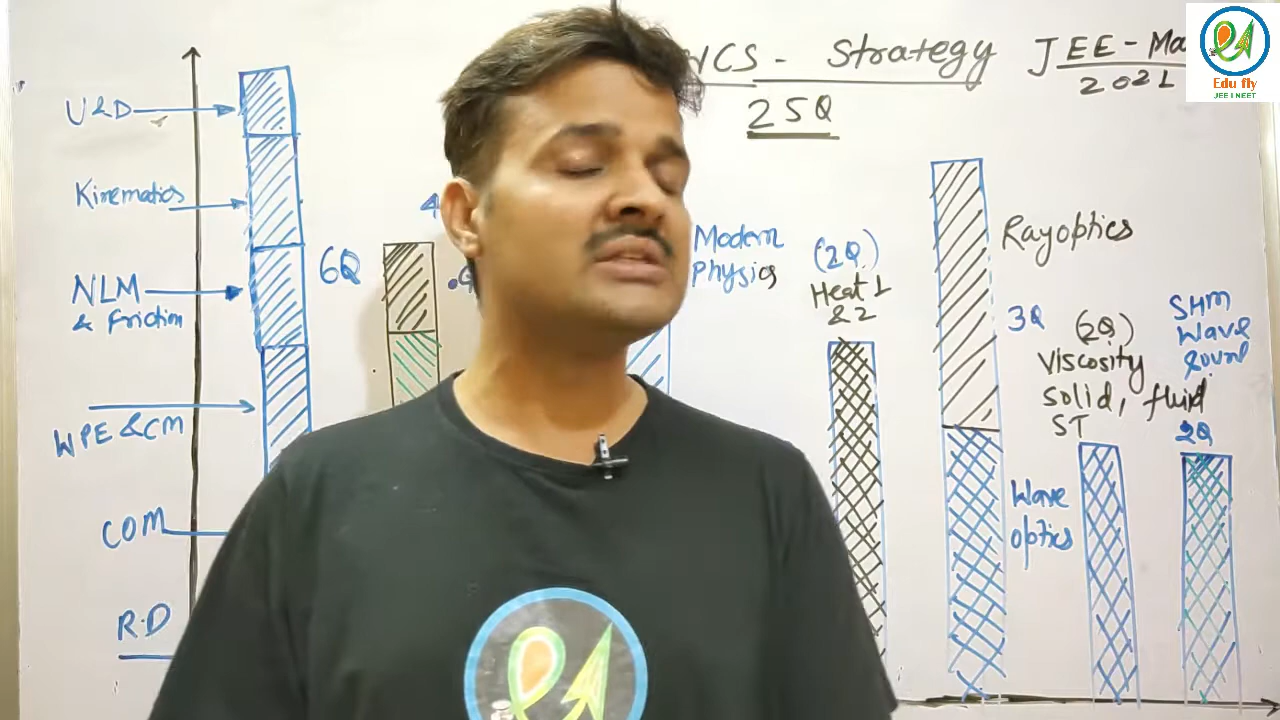 Strategy JEE-Ma
2021
25Q
Edu fly
JEE I NEET
U&D
Kinematics
NLM
& friction
WPE & CM
COM
R.D
6Q
4
Modern
Physics
(2Q)
Heat 1
& 2
Rayoptics
3Q
Wave
optics
(2Q)
Viscosity
Solid, fluid
ST
SHM
Wave
Sound
2Q